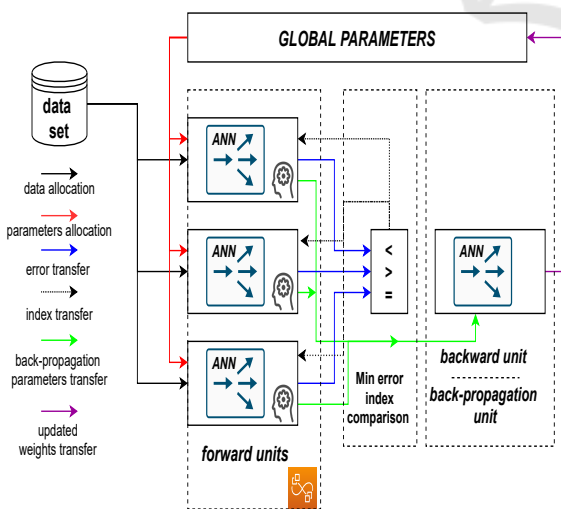 GLOBAL PARAMETERS
data
set
data allocation
parameters allocation
error transfer
index transfer
back-propagation
parameters transfer
updated
weights transfer
ANN
ANN
ANN
forward units
<
>
=
Min error
index
comparison
ANN
backward unit
back-propagation
unit